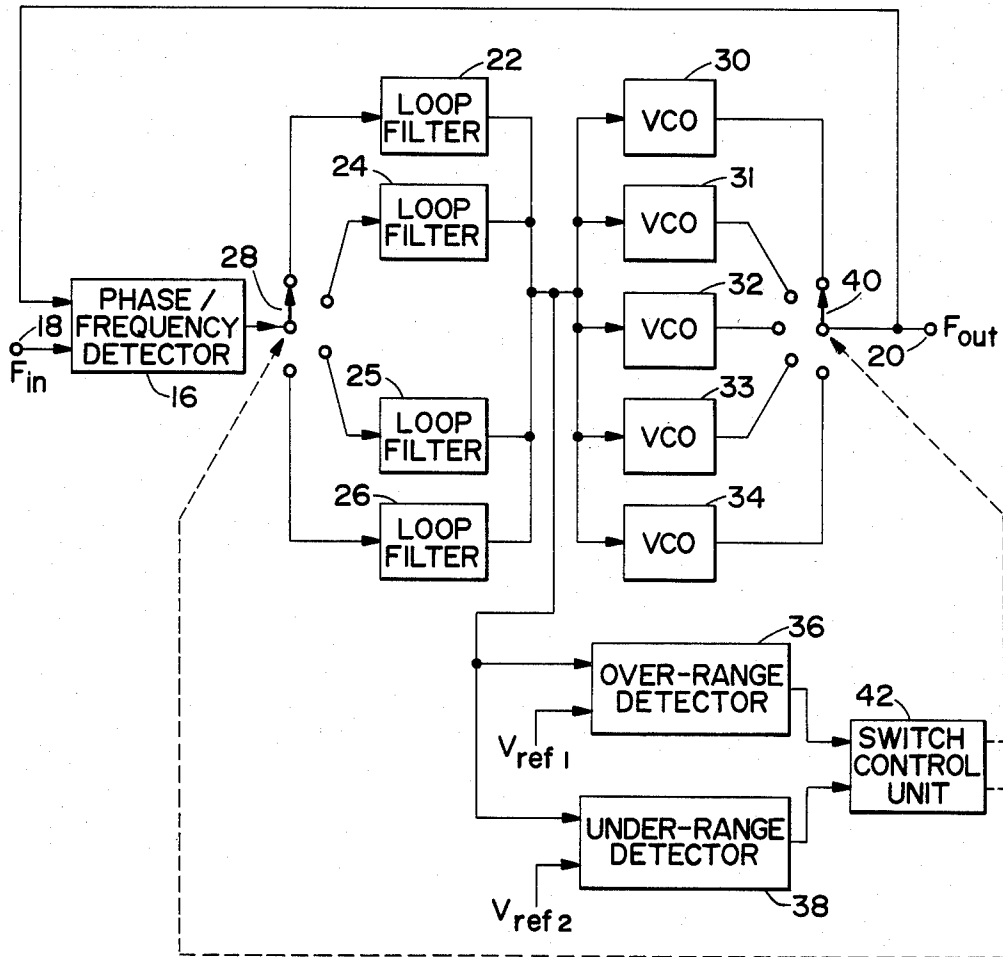 22
LOOP
FILTER
30
VCO
24
LOOP
FILTER
31
VCO
28
PHASE /
FREQUENCY
DETECTOR
18
Fin
16
32
VCO
40
Fout
20
25
LOOP
FILTER
33
VCO
26
LOOP
FILTER
34
VCO
36
OVER-RANGE
DETECTOR
Vref 1
42
SWITCH
CONTROL
UNIT
UNDER-RANGE
DETECTOR
Vref 2
38